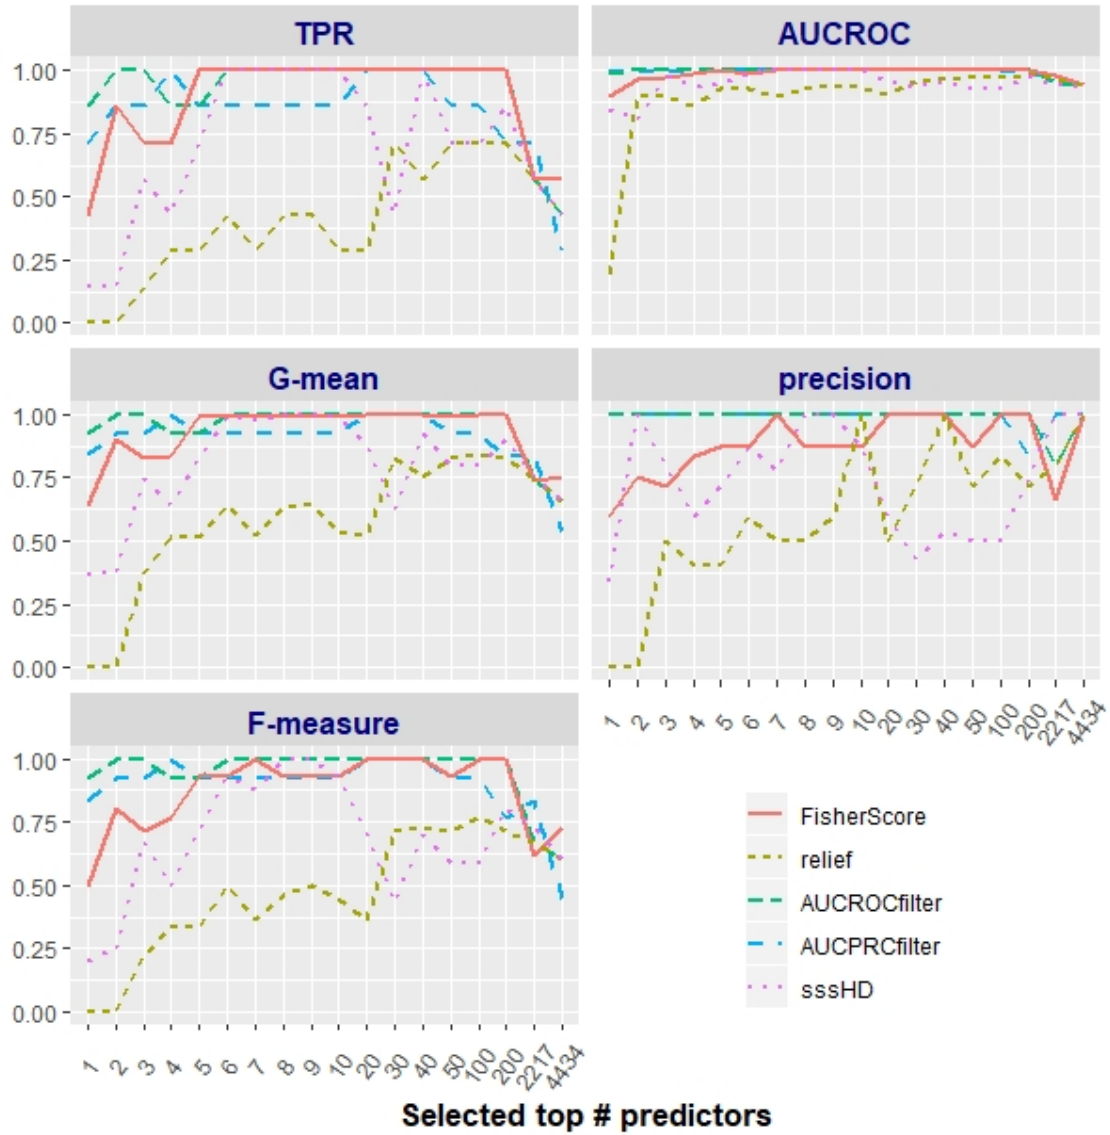 TPR
AUCROC
1.00
0.75
0.50
0.25
0.00
G-mean
precision
1.00
0.75
0.50
0.25
0.00
1 2 3 4 5 6 7 8 9 10 20 30 40 50 100 200 2217 4434
F-measure
1.00
0.75
0.50
0.25
0.00
FisherScore
relief
AUCROCfilter
AUCPRCfilter
sssHD
1 2 3 4 5 6 7 8 9 10 20 30 40 50 100 200 2217 4434
Selected top # predictors